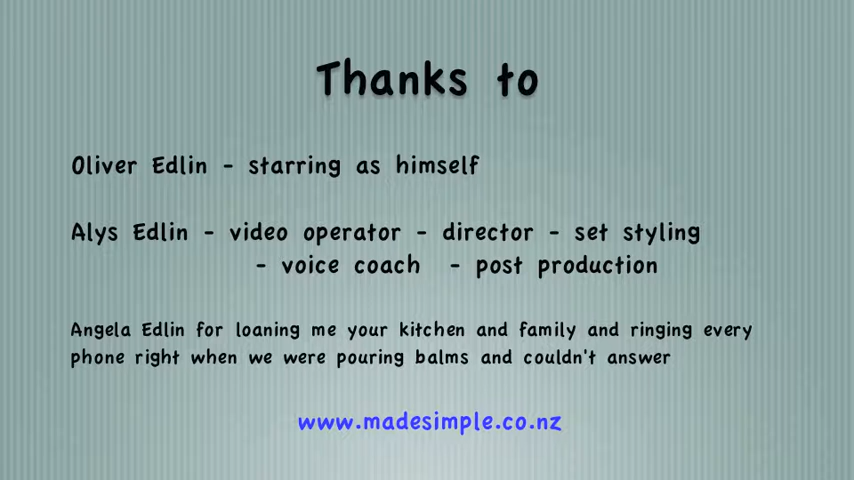 Thanks to
Oliver Edlin - starring as himself
Alys Edlin - video operator - director - set styling
- voice coach - post production
Angela Edlin for loaning me your kitchen and family and ringing every
phone right when we were pouring balms and couldn't answer
www.madesimple.co.nz